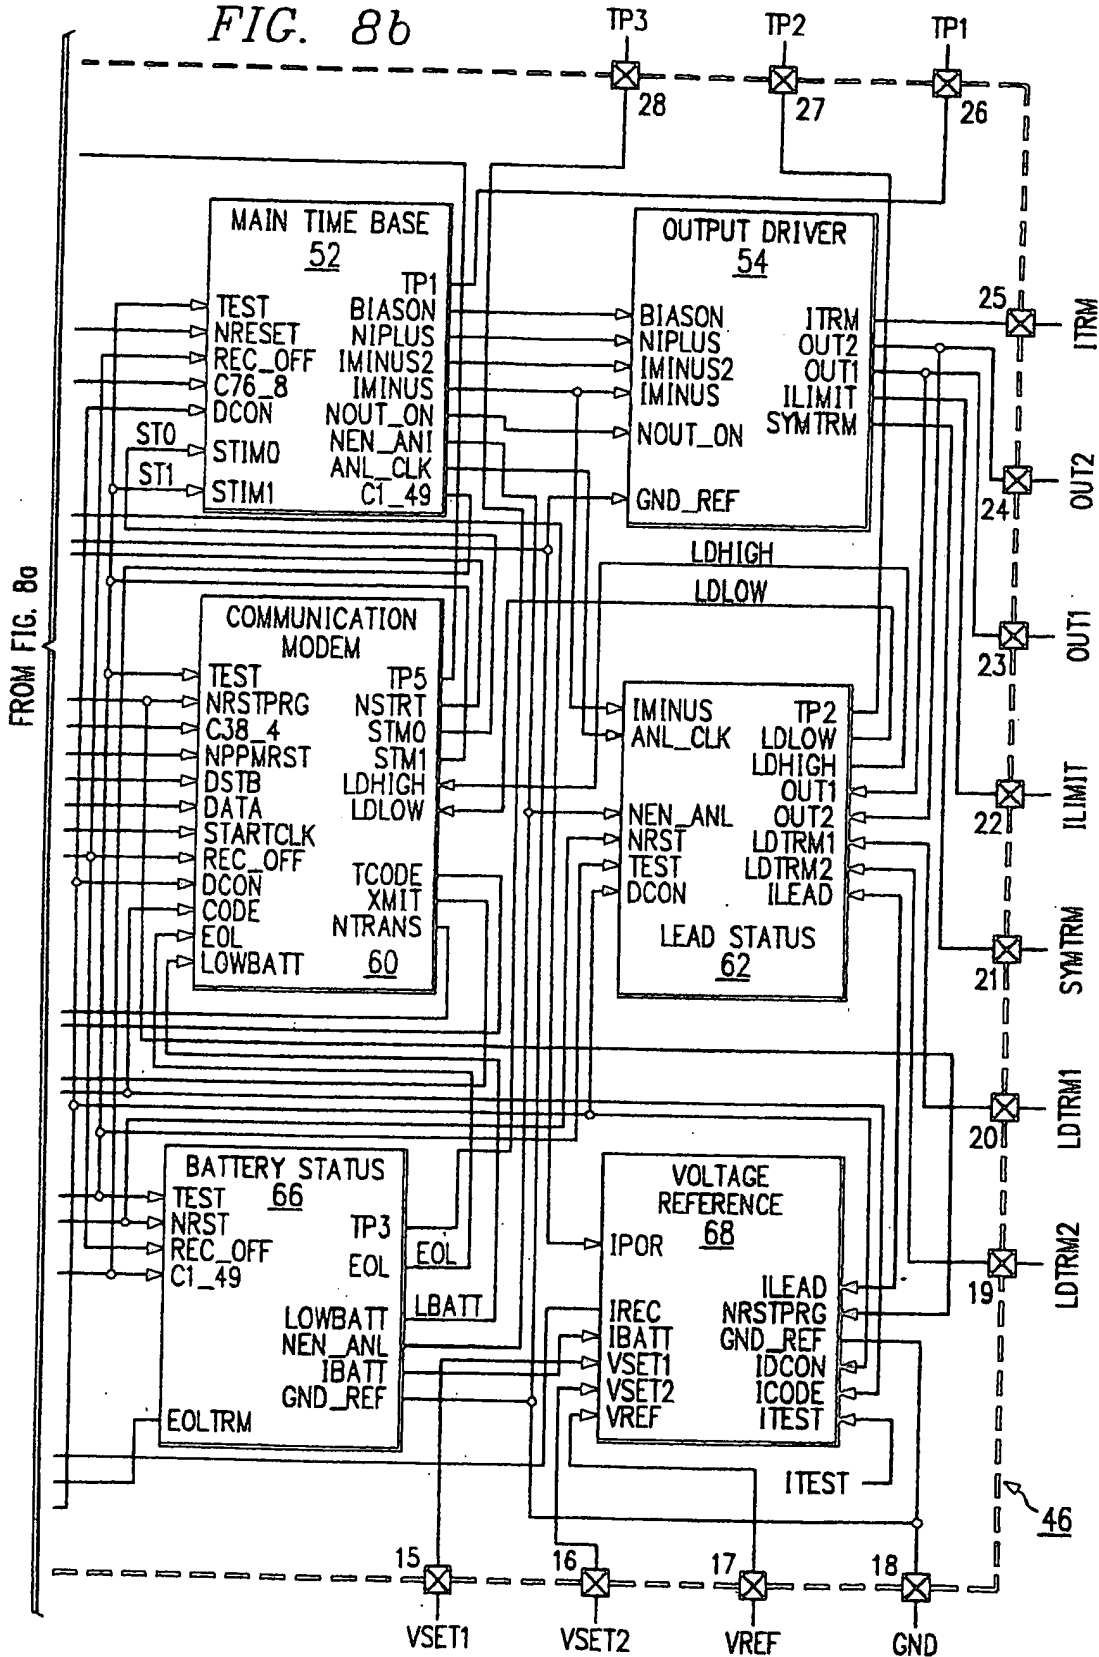 FIG. 8b
TP3
TP2
TP1
28
27
26
FROM FIG. 8a
MAIN TIME BASE
52
TP1
TEST
BIASON
NRESET
NIPLUS
REC_OFF
IMINUS2
C76_8
IMINUS
DCON
NOUT_ON
NEN_ANI
ST0
STIM0
ANL_CLK
ST1
STIM1
C1_49
OUTPUT DRIVER
54
BIASON
ITRM
NIPLUS
OUT2
IMINUS2
OUT1
IMINUS
ILIMIT
SYMTRM
NOUT_ON
GND_REF
25
ITRM
24
OUT2
23
OUT1
22
ILIMIT
21
SYMTRM
20
LDTRM1
19
LDTRM2
LDHIGH
LDLOW
COMMUNICATION
MODEM
TEST
TP5
NRSTPRG
NSTRT
C38_4
STM0
NPPMRST
STM1
DSTB
LDHIGH
DATA
LDLOW
STARTCLK
REC_OFF
DCON
TCODE
CODE
XMIT
EOL
NTRANS
LOWBATT
60
IMINUS
TP2
ANL_CLK
LDLOW
LDHIGH
OUT1
NEN_ANL
OUT2
NRST
LDTRM1
TEST
LDTRM2
DCON
ILEAD
LEAD STATUS
62
BATTERY STATUS
66
TEST
NRST
TP3
REC_OFF
EOL
EOL
C1_49
LOWBATT
LBATT
NEN_ANL
IBATT
GND_REF
EOLTRM
VOLTAGE
REFERENCE
68
IPOR
ILEAD
IREC
NRSTPRG
IBATT
GND_REF
VSET1
IDCON
VSET2
ICODE
VREF
ITEST
ITEST
46
15
16
17
18
VSET1
VSET2
VREF
GND